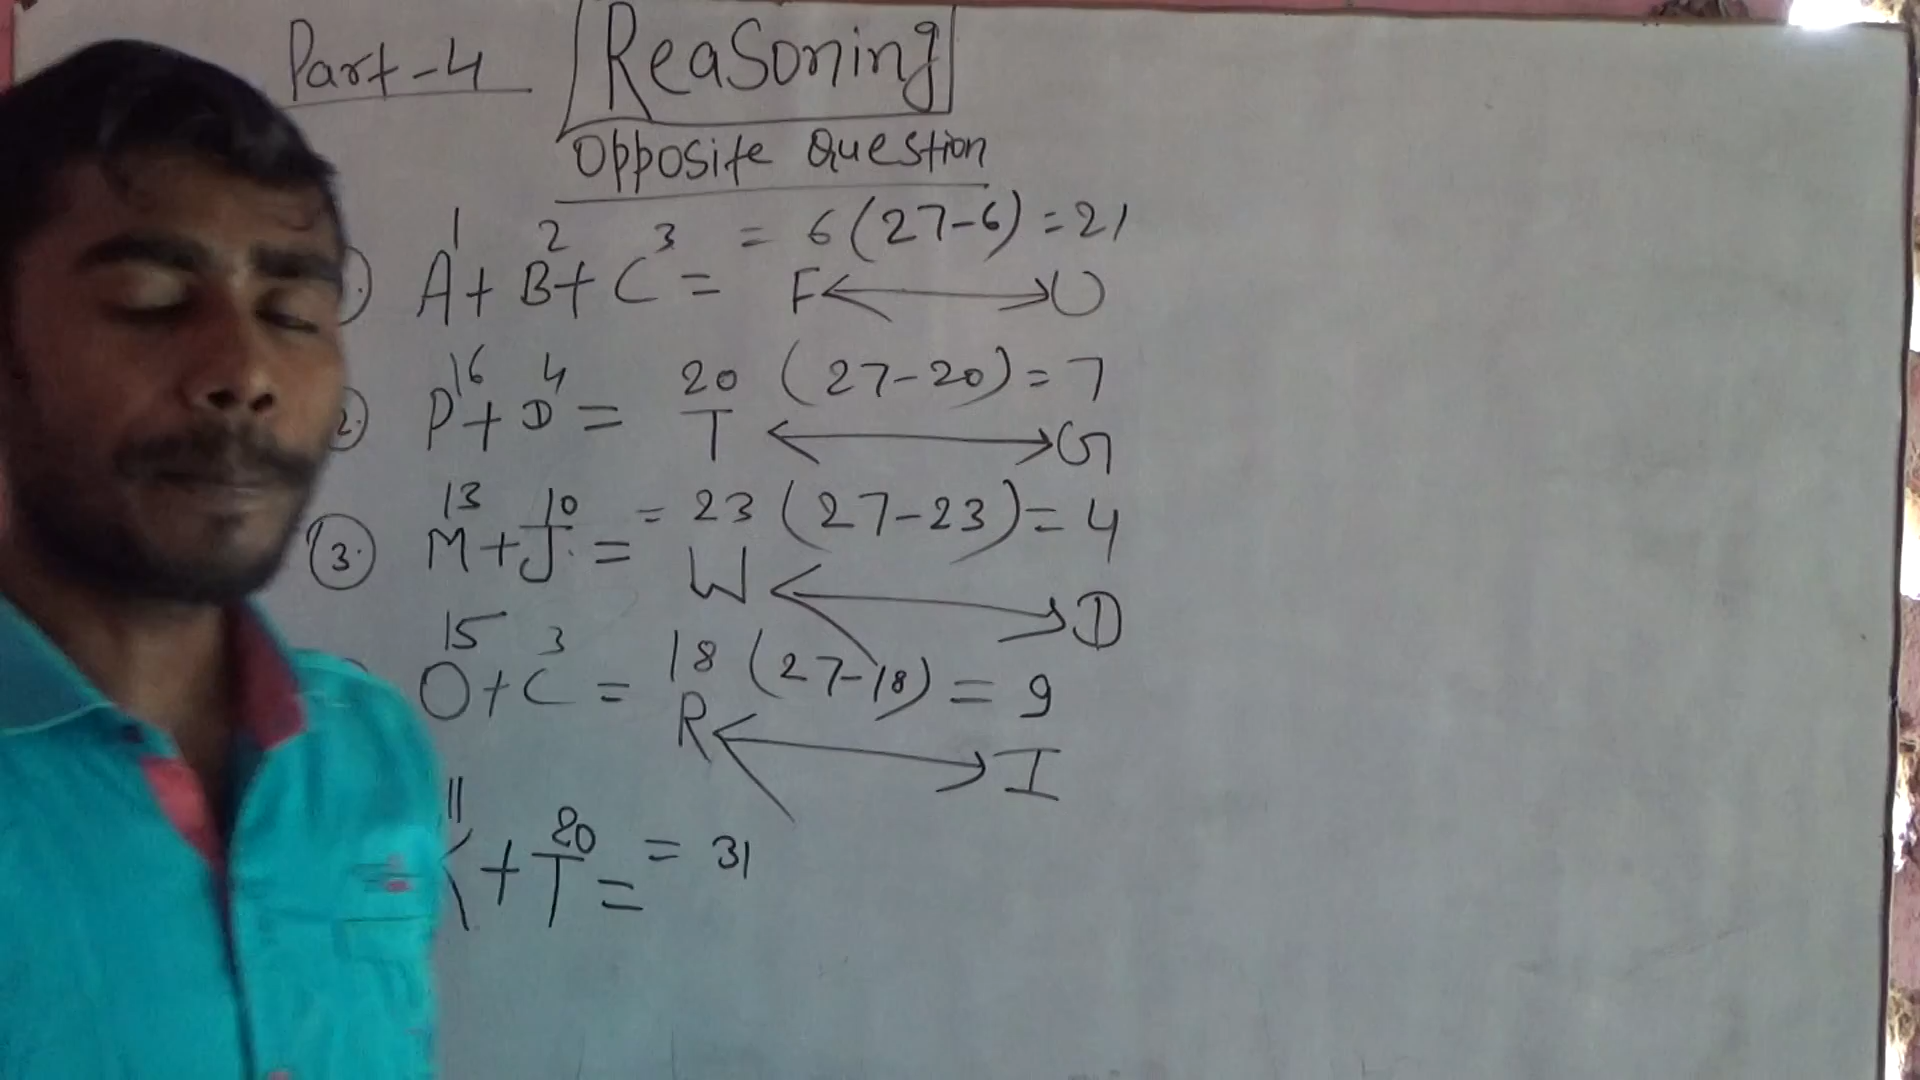 Part-4 Reasoning
Opposite Question
1 2 3 = 6 (27-6) = 21
A + B + C = F ↔ U
16 4 20 (27-20) = 7
2. P + D = T ↔ G
13 10 = 23 (27-23) = 4
3. M + J = W ↔ D
15 3 18 (27-18) = 9
O + C = R ↔ I
11 20 = 31
K + T =